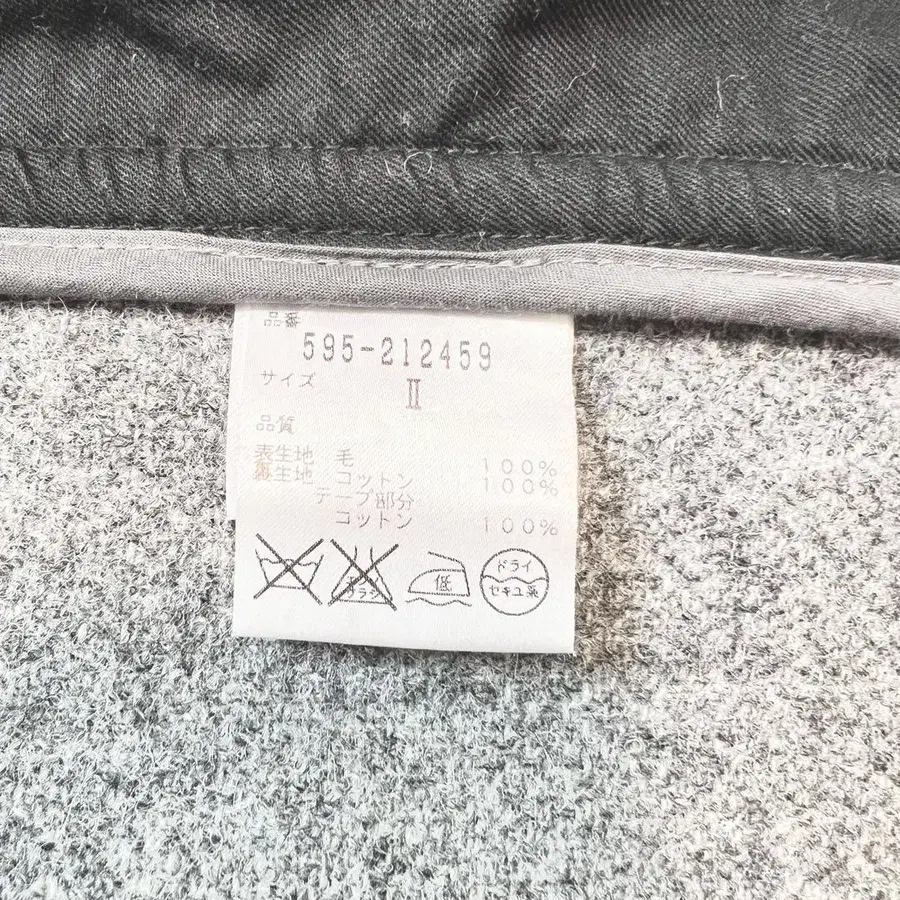 品番
595-212459
サイズ
II
品質
表生地 毛 100%
生地 コットン 100%
テープ部分
コットン 100%
低
ドライ
セキユ系